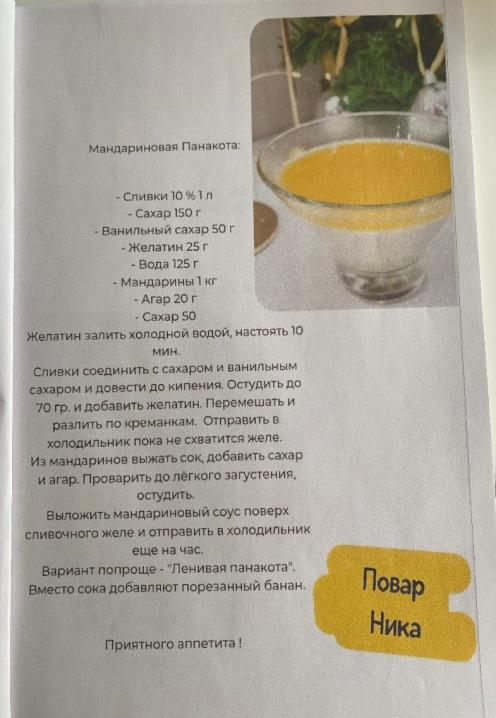 Мандариновая Панакота:
- Сливки 10 % 1 л
- Сахар 150 г
- Ванильный сахар 50 г
- Желатин 25 г
- Вода 125 г
- Мандарины 1 кг
- Агар 20 г
- Сахар 50
Желатин залить холодной водой, настоять 10
мин.
Сливки соединить с сахаром и ванильным
сахаром и довести до кипения. Остудить до
70 гр. и добавить желатин. Перемешать и
разлить по креманкам. Отправить в
холодильник пока не схватится желе.
Из мандаринов выжать сок, добавить сахар
и агар. Проварить до лёгкого загустения,
остудить.
Выложить мандариновый соус поверх
сливочного желе и отправить в холодильник
еще на час.
Вариант попроще - "Ленивая панакота".
Вместо сока добавляют порезанный банан.
Приятного аппетита !
Повар
Ника